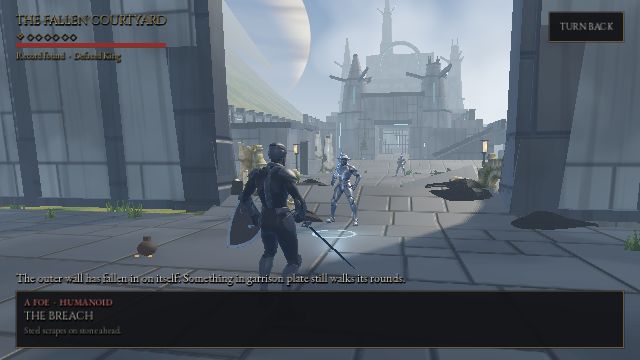 THE FALLEN COURTYARD
TURN BACK
Record found - Defaced King
The outer wall has fallen in on itself. Something in garrison plate still walks its rounds.
A FOE - HUMANOID
THE BREACH
Steel scrapes on stone ahead.